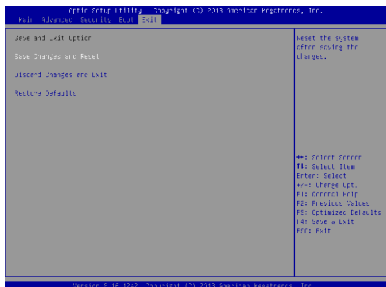 Aptio Setup Utility - Copyright (C) 2013 American Megatrends, Inc.
Main Advanced Security Boot Exit
Save and Exit Option
Save Changes and Reset
Discard Changes and Exit
Restore Defaults
Reset the system
after saving the
changes.
: Select Screen
: Select Item
Enter: Select
+/-: Change Opt.
F1: General Help
F2: Previous Values
F3: Optimized Defaults
F4: Save & Exit
ESC: Exit
Version Copyright (C) 2013 American Megatrends, Inc.